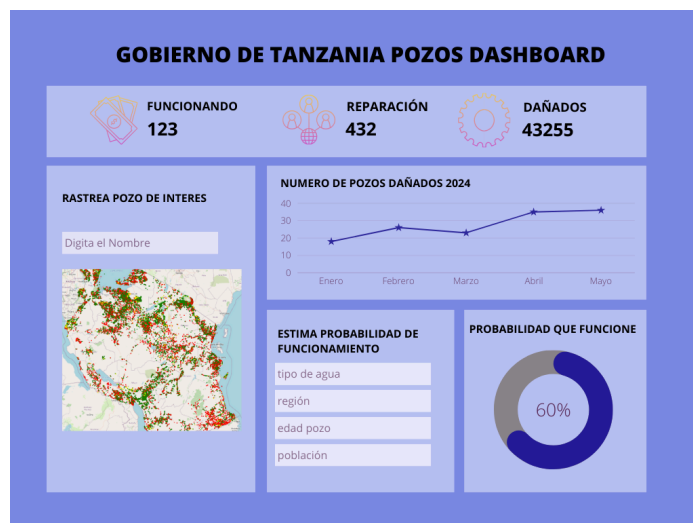 GOBIERNO DE TANZANIA POZOS DASHBOARD
FUNCIONANDO
123
REPARACIÓN
432
DAÑADOS
43255
RASTREA POZO DE INTERES
Digita el Nombre
NUMERO DE POZOS DAÑADOS 2024
40
30
20
10
0
Enero
Febrero
Marzo
Abril
Mayo
ESTIMA PROBABILIDAD DE
FUNCIONAMIENTO
tipo de agua
región
edad pozo
población
PROBABILIDAD QUE FUNCIONE
60%